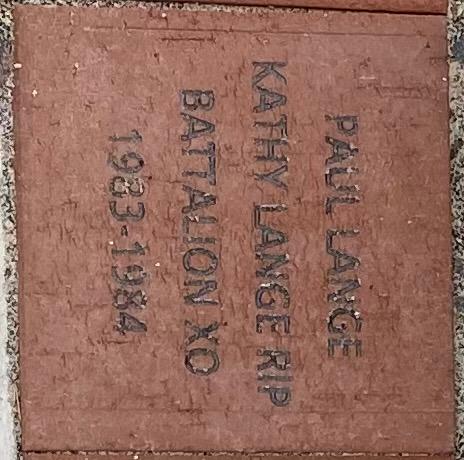 PAUL LANGE
KATHY LANGE RIP
BATTALION XO
1983-1984